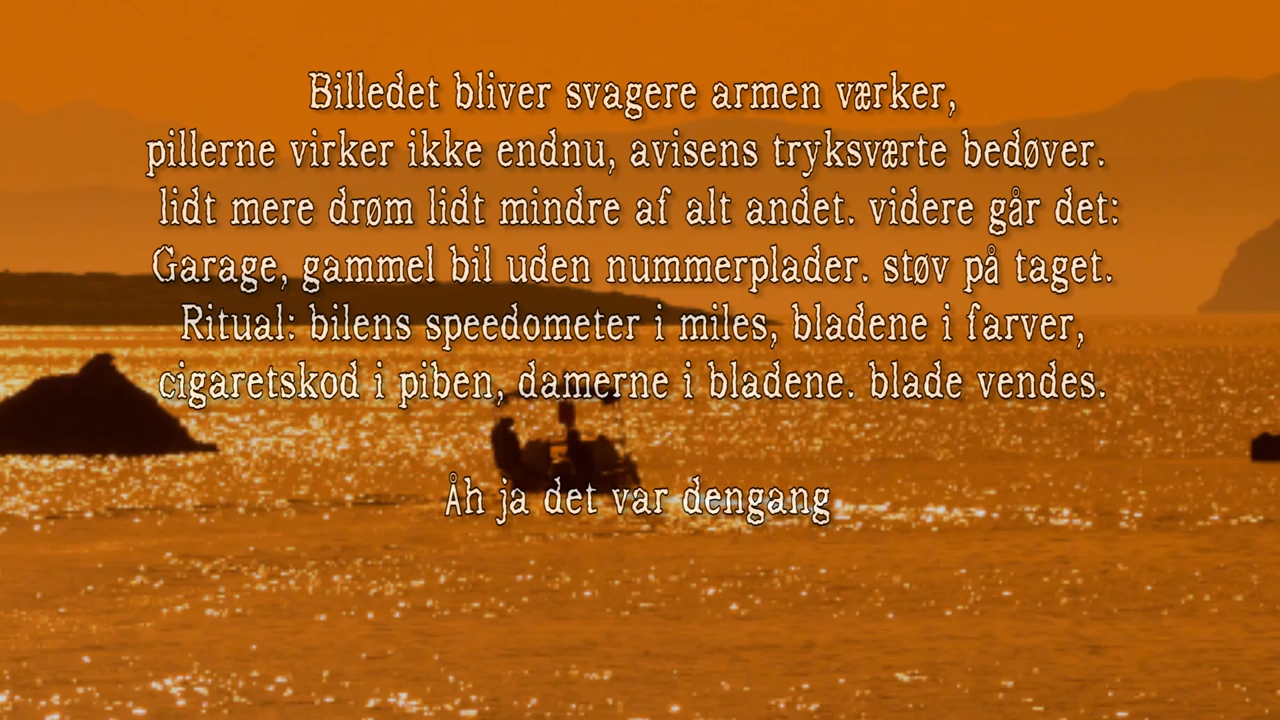 Billedet bliver svagere armen værker,
pillerne virker ikke endnu, avisens tryksværte bedøver.
lidt mere drøm lidt mindre af alt andet. videre går det:
Garage, gammel bil uden nummerplader. støv på taget.
Ritual: bilens speedometer i miles, bladene i farver,
cigaretskod i piben, damerne i bladene. blade vendes.
Åh ja det var dengang